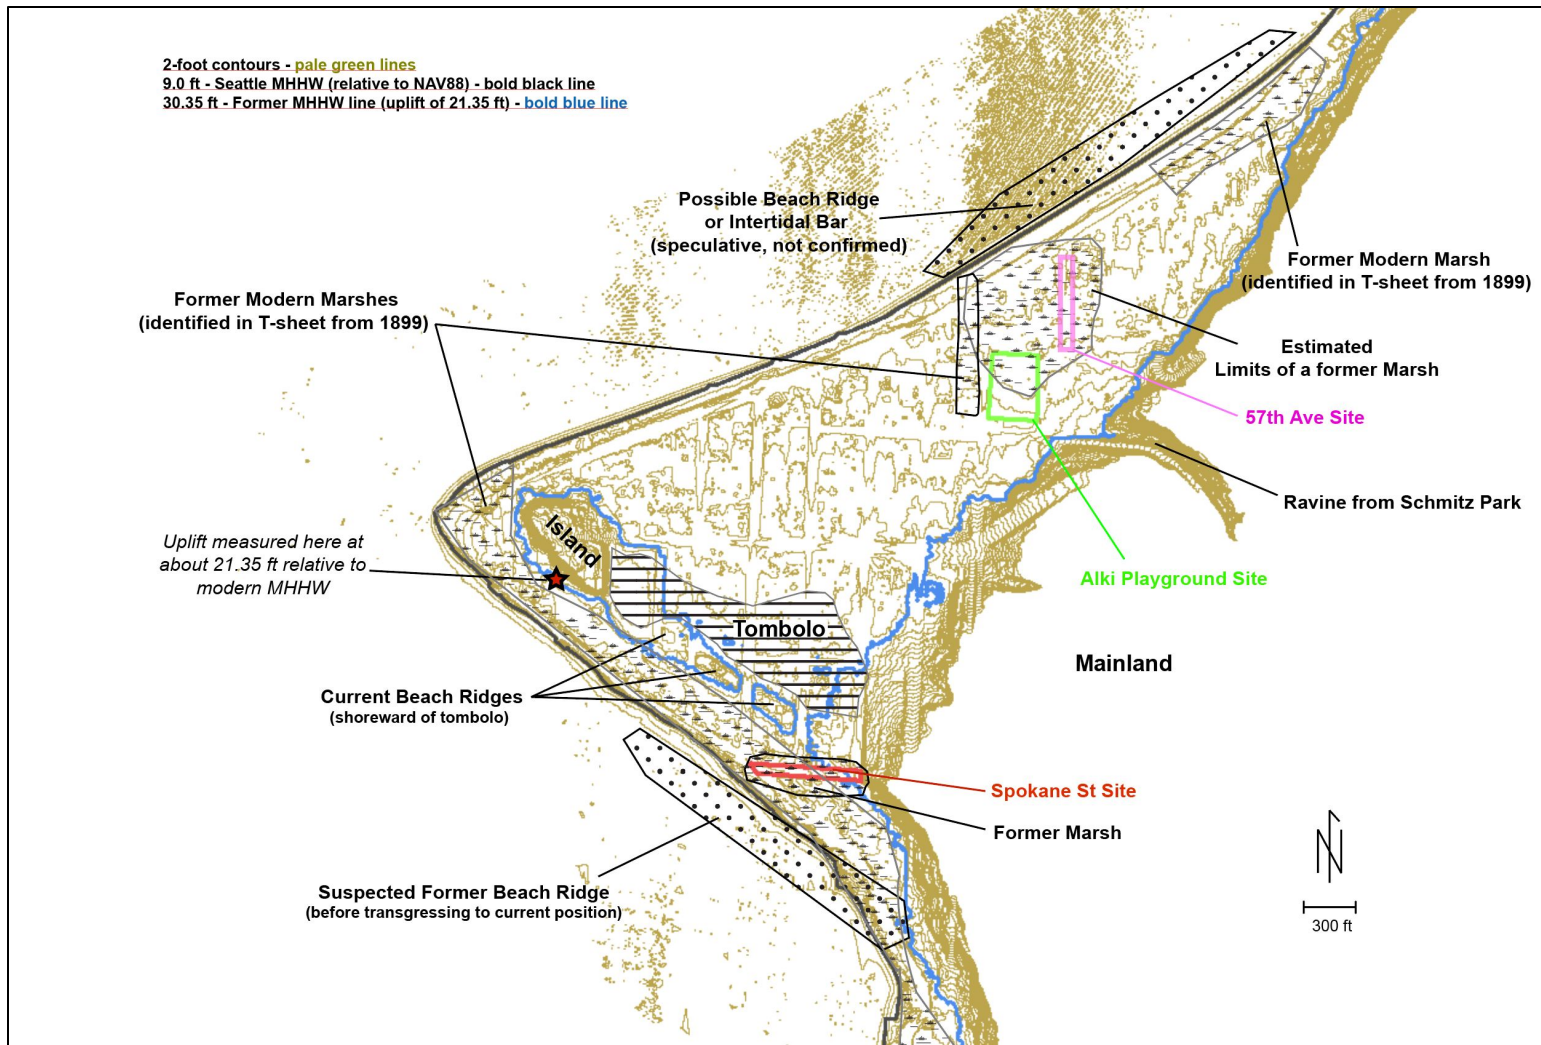 2-foot contours - pale green lines
9.0 ft - Seattle MHHW (relative to NAV88) - bold black line
30.35 ft - Former MHHW line (uplift of 21.35 ft) - bold blue line
Possible Beach Ridge
or Intertidal Bar
(speculative, not confirmed)
Former Modern Marsh
(identified in T-sheet from 1899)
Former Modern Marshes
(identified in T-sheet from 1899)
Estimated
Limits of a former Marsh
57th Ave Site
Ravine from Schmitz Park
Island
Uplift measured here at
about 21.35 ft relative to
modern MHHW
Alki Playground Site
Tombolo
Mainland
Current Beach Ridges
(shoreward of tombolo)
Spokane St Site
Former Marsh
Suspected Former Beach Ridge
(before transgressing to current position)
N
300 ft